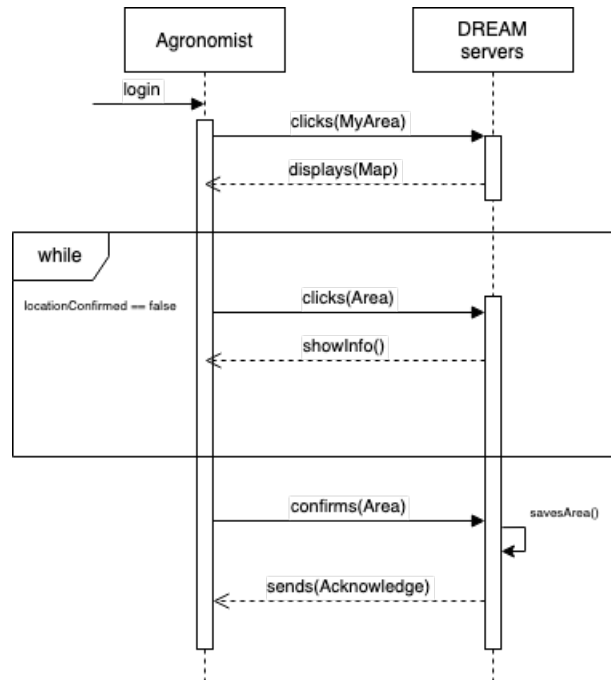 Agronomist
DREAM
servers
login
clicks(MyArea)
displays(Map)
while
locationConfirmed == false
clicks(Area)
showInfo()
confirms(Area)
savesArea()
sends(Acknowledge)